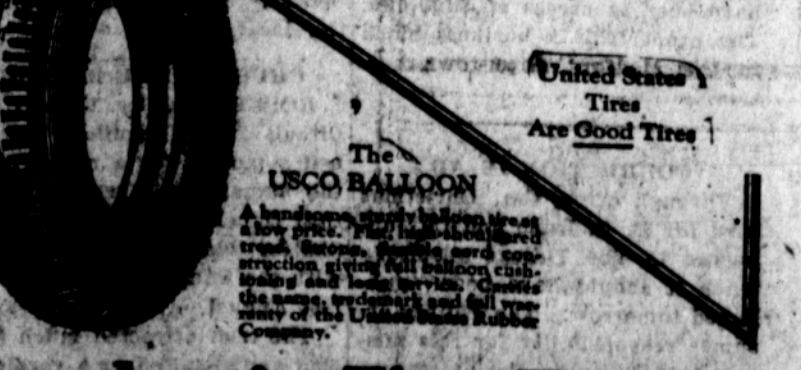 United States
Tires
Are Good Tires
The
USCO BALLOON
A handsome, sturdy balloon tire at
a low price. Flat, high-shouldered
tread. Strong, flexible cord con-
struction giving full balloon cush-
ioning and long service. Carries
the name, trademark and full war-
ranty of the United States Rubber
Company.